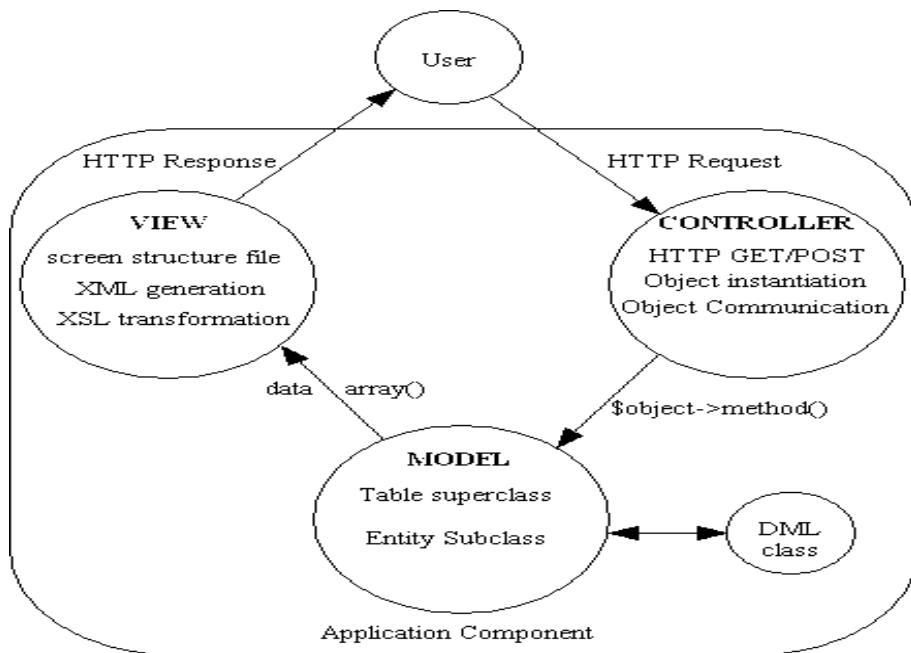 User
HTTP Response
HTTP Request
VIEW
screen structure file
XML generation
XSL transformation
CONTROLLER
HTTP GET/POST
Object instantiation
Object Communication
data array()
$object->method()
MODEL
Table superclass
Entity Subclass
DML
class
Application Component